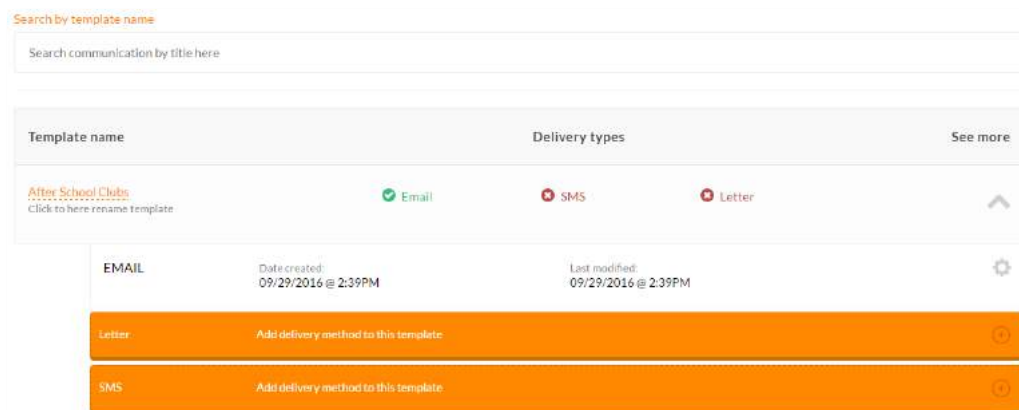 Search by template name
Search communication by title here
Template name Delivery types See more
After School Clubs Email SMS Letter
Click to here rename template
EMAIL Date created: Last modified:
09/29/2016 @ 2:39PM 09/29/2016 @ 2:39PM
Letter Add delivery method to this template
SMS Add delivery method to this template